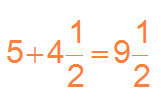 5+4 1/2 = 9 1/2